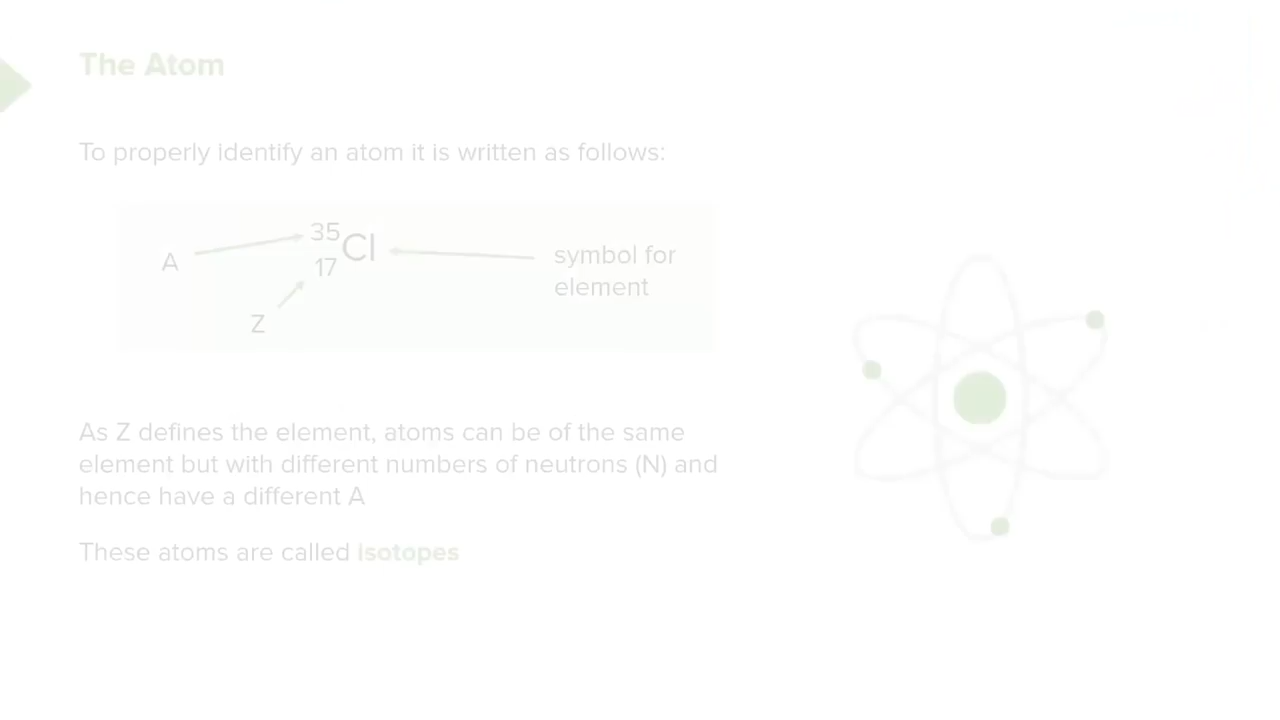 The Atom
To properly identify an atom it is written as follows:
35
Cl
17
A
Z
symbol for
element
As Z defines the element, atoms can be of the same
element but with different numbers of neutrons (N) and
hence have a different A
These atoms are called isotopes